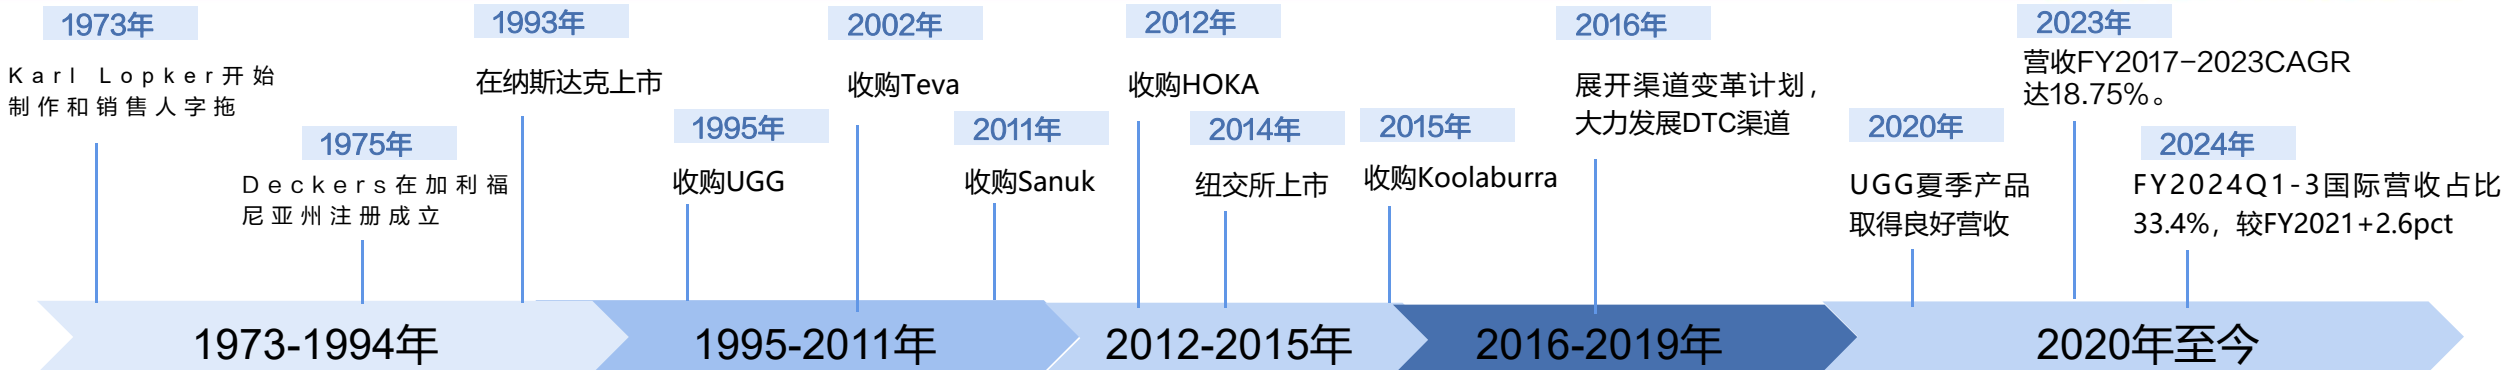 1973年
Karl Lopker开始
制作和销售人字拖
1975年
Deckers在加利福
尼亚州注册成立
1993年
在纳斯达克上市
1995年
收购UGG
2002年
收购Teva
2011年
收购Sanuk
2012年
收购HOKA
2014年
纽交所上市
2015年
收购Koolaburra
2016年
展开渠道变革计划，
大力发展DTC渠道
2020年
UGG夏季产品
取得良好营收
2023年
营收FY2017-2023CAGR
达18.75%。
2024年
FY2024Q1-3国际营收占比
33.4%，较FY2021+2.6pct
1973-1994年
1995-2011年
2012-2015年
2016-2019年
2020年至今